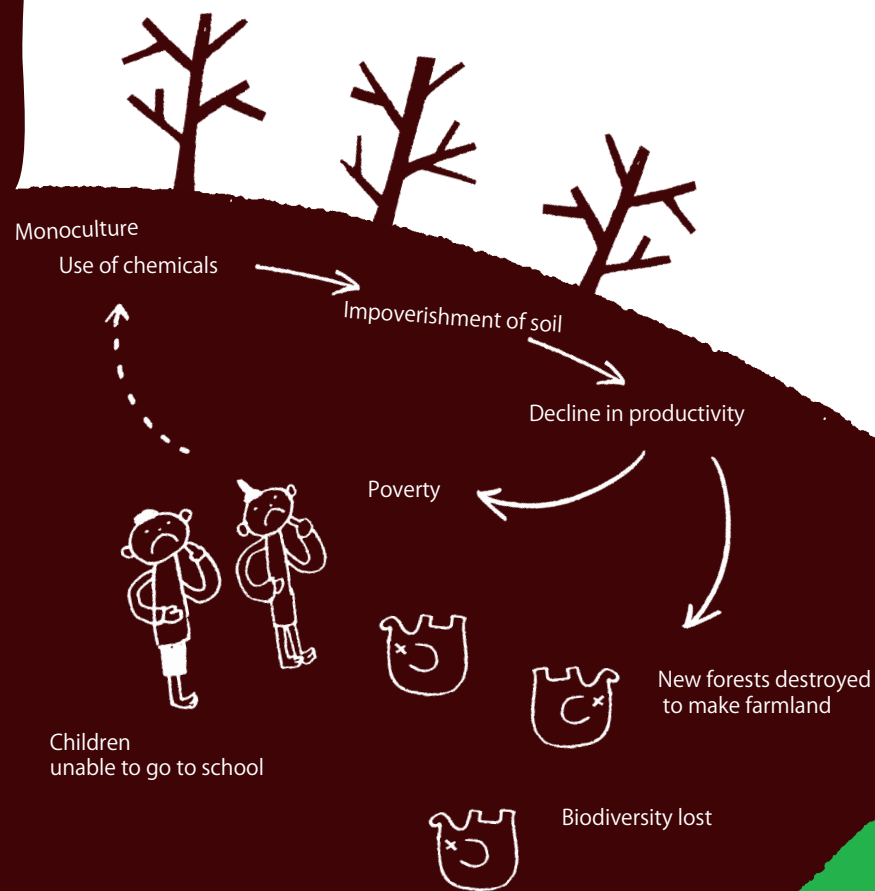 Monoculture
Use of chemicals
Impoverishment of soil
Decline in productivity
Poverty
New forests destroyed
to make farmland
Children
unable to go to school
Biodiversity lost